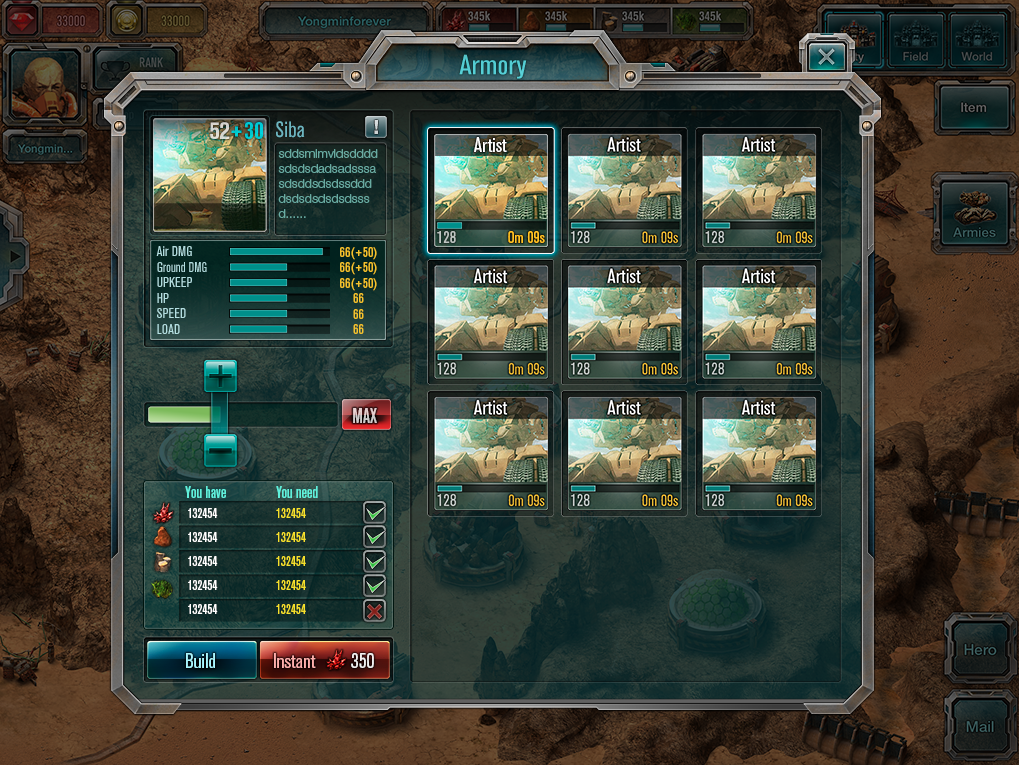 33000
33000
Yongminforever
345k
345k
345k
345k
Field
World
RANK
Yongmin...
Item
Armies
Hero
Mail
Armory
52+30
Siba
!
sddsmlmvldsdddd
sdsdsdadsadsssa
sdsddsdsdssddd
dsdsdsdsdsdsss
d......
Air DMG 66(+50)
Ground DMG 66(+50)
UPKEEP 66(+50)
HP 66
SPEED 66
LOAD 66
MAX
You have You need
132454 132454
132454 132454
132454 132454
132454 132454
132454 132454
Build
Instant 350
Artist
128 0m 09s
Artist
128 0m 09s
Artist
128 0m 09s
Artist
128 0m 09s
Artist
128 0m 09s
Artist
128 0m 09s
Artist
128 0m 09s
Artist
128 0m 09s
Artist
128 0m 09s